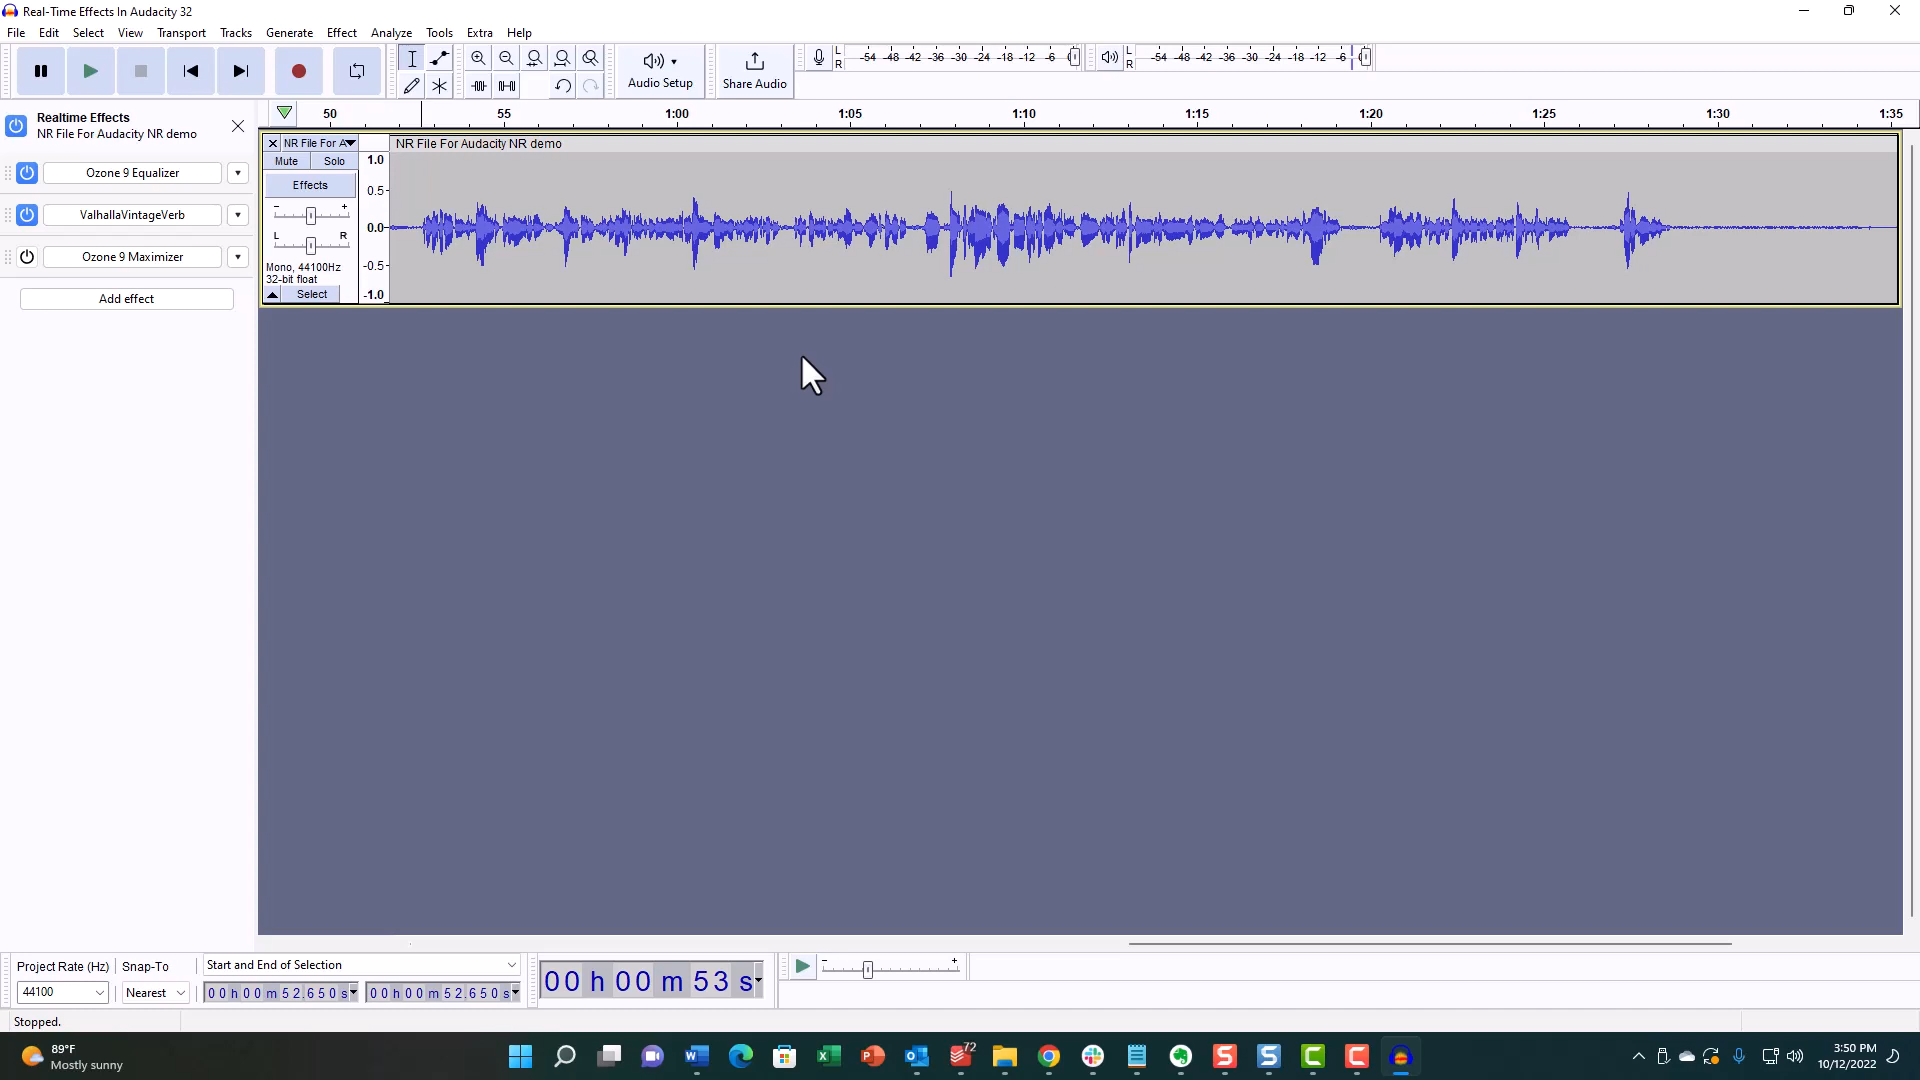 Real-Time Effects In Audacity 32
File Edit Select View Transport Tracks Generate Effect Analyze Tools Extra Help
Audio Setup
Share Audio
L
R
-54 -48 -42 -36 -30 -24 -18 -12 -6
L
R
-54 -48 -42 -36 -30 -24 -18 -12 -6
Realtime Effects
NR File For Audacity NR demo
50 55 1:00 1:05 1:10 1:15 1:20 1:25 1:30 1:35
Ozone 9 Equalizer
ValhallaVintageVerb
Ozone 9 Maximizer
Add effect
NR File For A
NR File For Audacity NR demo
Mute Solo
Effects
- +
L R
Mono, 44100Hz
32-bit float
Select
1.0
0.5-
0.0-
-0.5-
-1.0
Project Rate (Hz) Snap-To
Start and End of Selection
44100
Nearest
00 h 00 m 52.650 s
00 h 00 m 52.650 s
00 h 00 m 53 s
- +
Stopped.
89°F
Mostly sunny
72
3:50 PM
10/12/2022